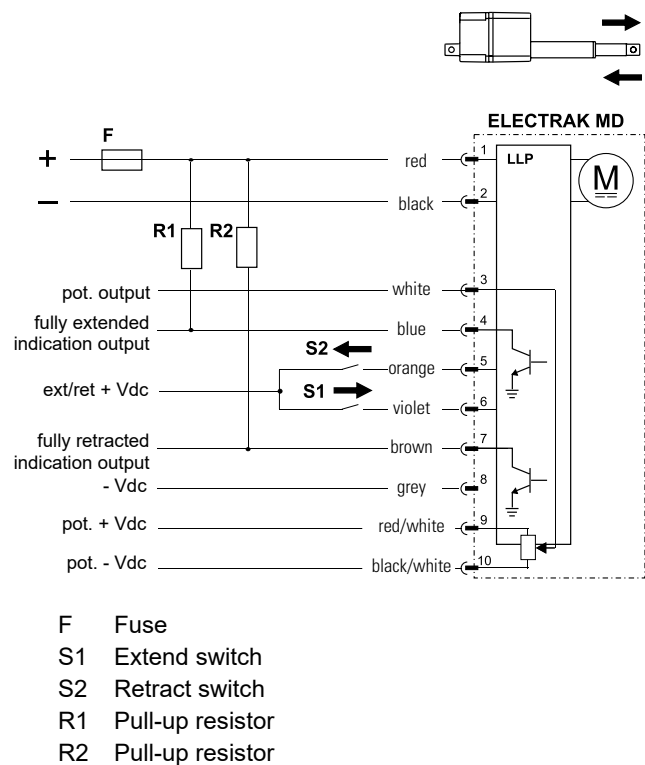 ELECTRAK MD
F
+
red
1
LLP
M
−
black
2
R1 R2
pot. output
white
3
fully extended
indication output
blue
4
S2
orange
5
ext/ret + Vdc
S1
violet
6
fully retracted
indication output
brown
7
- Vdc
grey
8
pot. + Vdc
red/white
9
pot. - Vdc
black/white
10
F Fuse
S1 Extend switch
S2 Retract switch
R1 Pull-up resistor
R2 Pull-up resistor